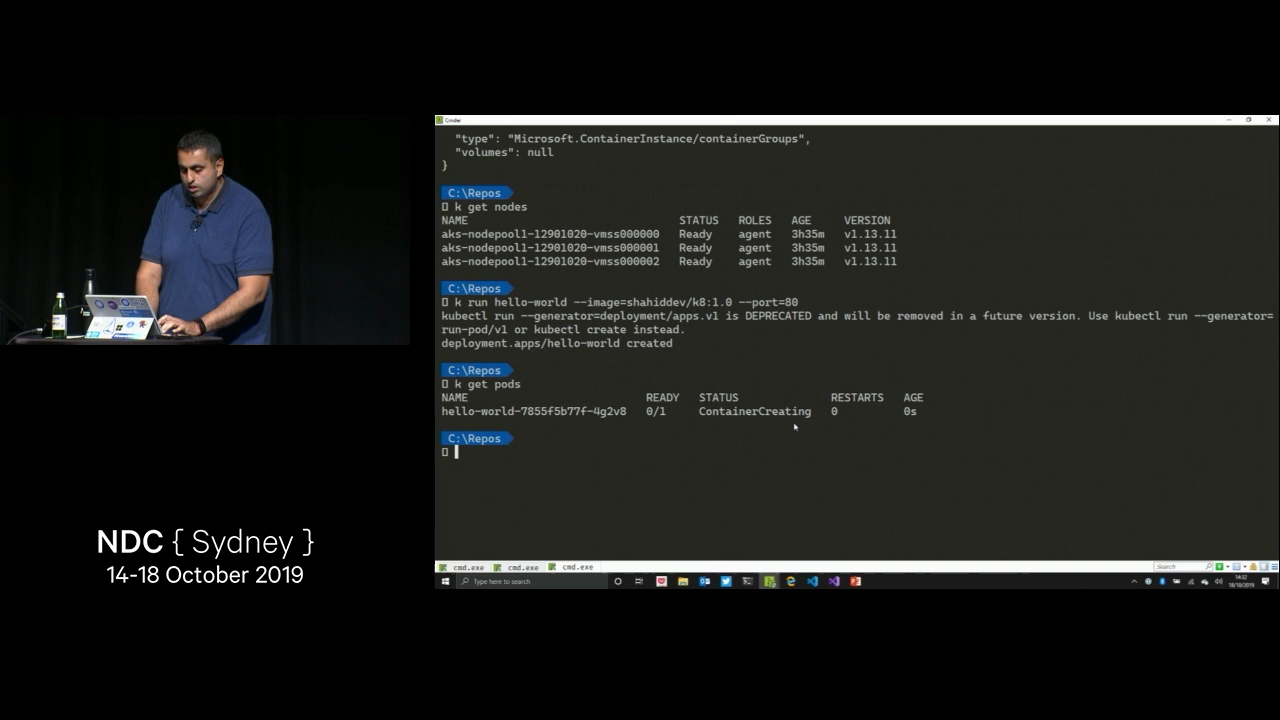 Cmder
"type": "Microsoft.ContainerInstance/containerGroups",
"volumes": null
}
C:\Repos
k get nodes
NAME STATUS ROLES AGE VERSION
aks-nodepool1-12901020-vmss000000 Ready agent 3h35m v1.13.11
aks-nodepool1-12901020-vmss000001 Ready agent 3h35m v1.13.11
aks-nodepool1-12901020-vmss000002 Ready agent 3h35m v1.13.11
C:\Repos
k run hello-world --image=shahiddev/k8:1.0 --port=80
kubectl run --generator=deployment/apps.v1 is DEPRECATED and will be removed in a future version. Use kubectl run --generator=
run-pod/v1 or kubectl create instead.
deployment.apps/hello-world created
C:\Repos
k get pods
NAME READY STATUS RESTARTS AGE
hello-world-7855f5b77f-4g2v8 0/1 ContainerCreating 0 0s
C:\Repos
cmd.exe cmd.exe cmd.exe
Search
Type here to search
14:32
18/10/2019
NDC { Sydney }
14-18 October 2019